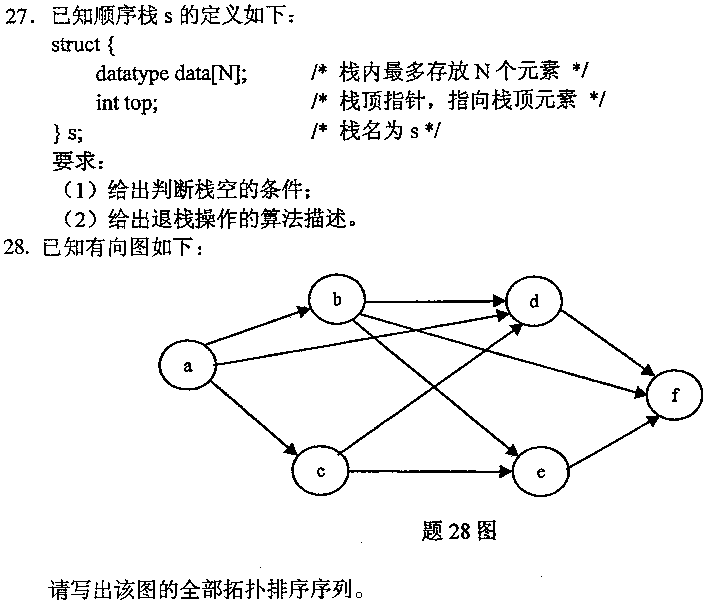 27. 已知顺序栈 s 的定义如下:
struct {
datatype data[N]; /* 栈内最多存放 N 个元素 */
int top; /* 栈顶指针,指向栈顶元素 */
} s; /* 栈名为 s */
要求:
(1)给出判断栈空的条件;
(2)给出退栈操作的算法描述。
28. 已知有向图如下:
b
d
a
f
c
e
题 28 图
请写出该图的全部拓扑排序序列。